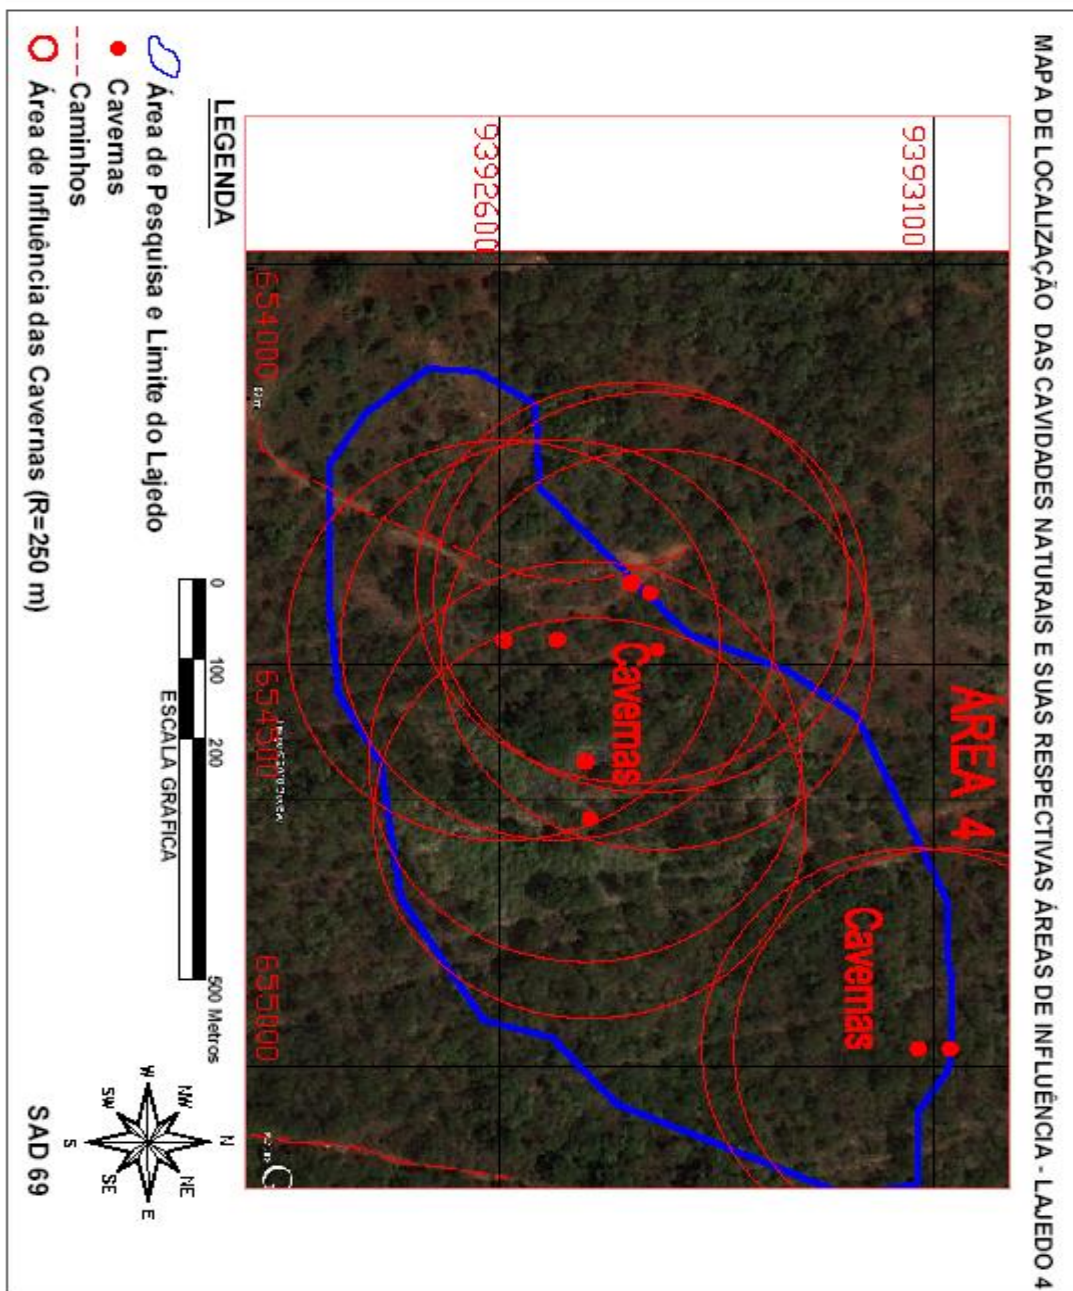 MAPA DE LOCALIZAÇÃO DAS CAVIDADES NATURAIS E SUAS RESPECTIVAS ÁREAS DE INFLUÊNCIA - LAJEDO 4
9393100
9392600
ÁREA 4
Cavernas
Cavernas
654000
654500
655000
LEGENDA
Área de Pesquisa e Limite do Lajedo
Cavernas
Caminhos
Área de Influência das Cavernas (R=250 m)
0
100
200
500 Metros
ESCALA GRAFICA
N
NE
E
SE
S
SW
W
NW
SAD 69